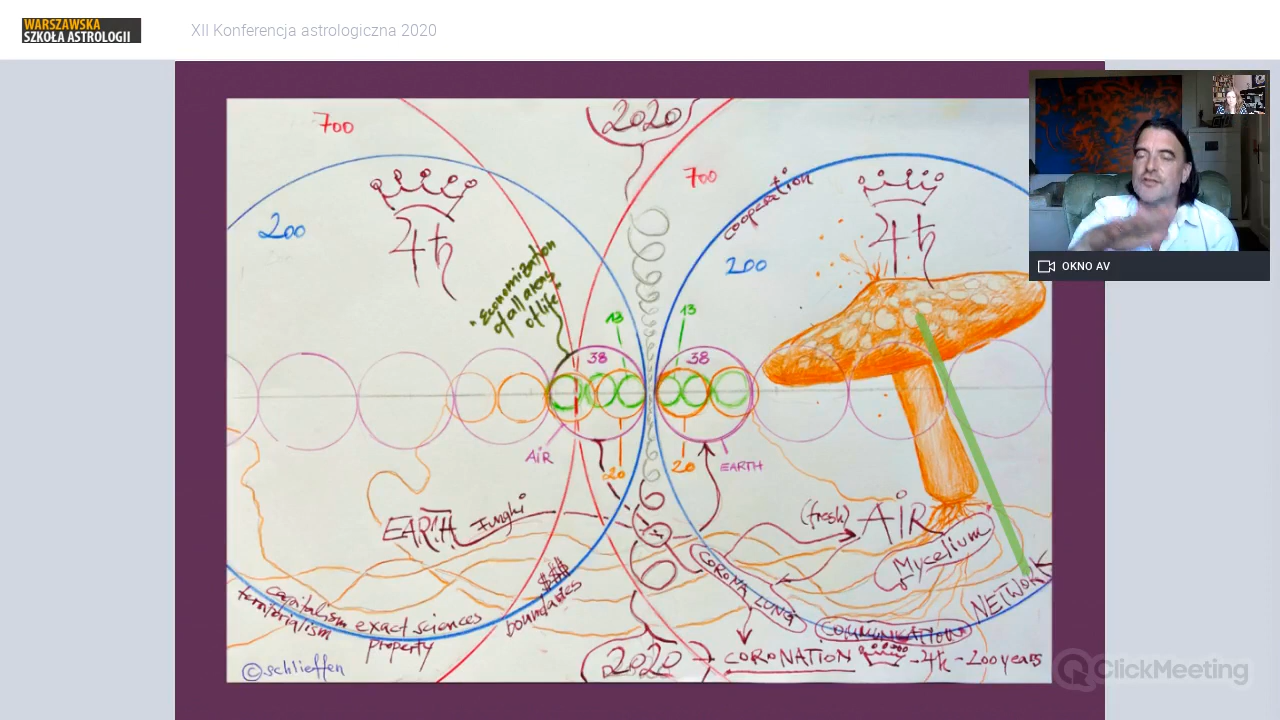 WARSZAWSKA
SZKOŁA ASTROLOGII
XII Konferencja astrologiczna 2020
OKNO AV
2020
700
700
200
200
cooperation
"Economization
of all areas
of life"
13
13
38
38
AIR
20
20
EARTH
EARTH Funghi
(fresh) AIR
Mycelium
NETWORK
CORONA LUNG
COMMUNICATION
$$$
boundaries
capitalism
territorialism
exact sciences
property
©schlieffen
2020 → CORONATION - ♃♄ - 200 years
♃♄
♃♄
ClickMeeting